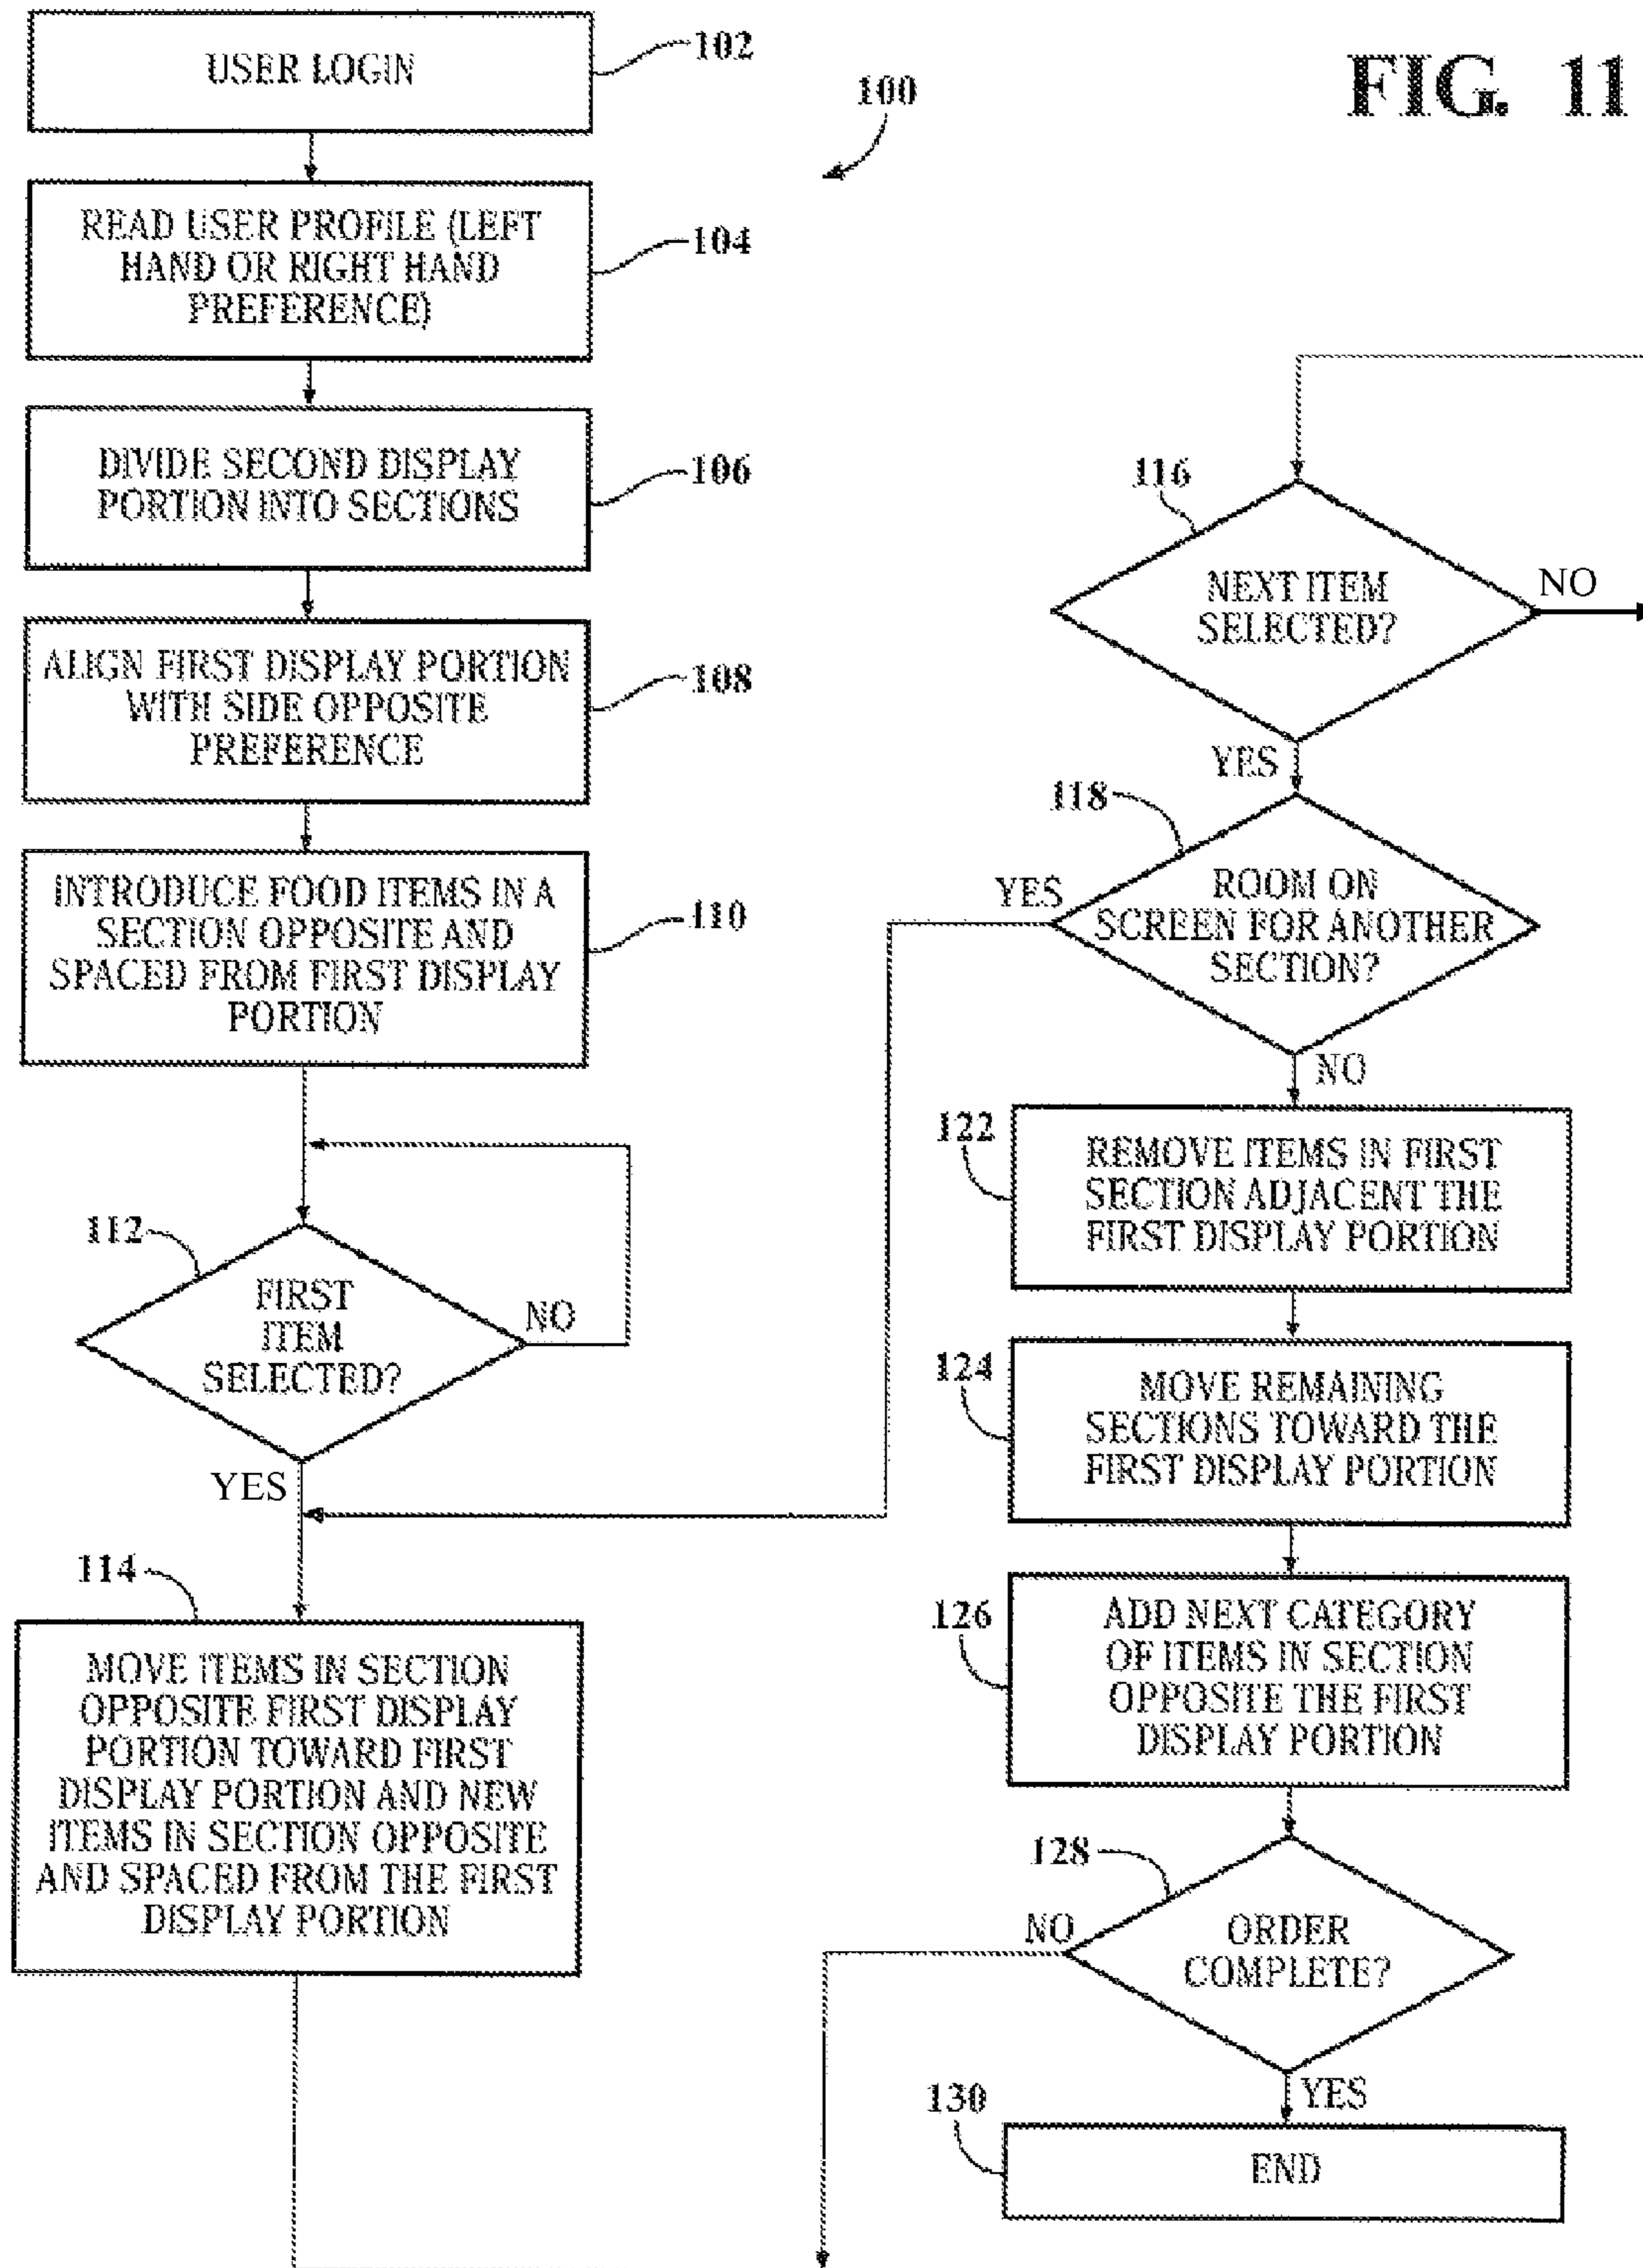 FIG. 11
100
USER LOGIN
102
READ USER PROFILE (LEFT
HAND OR RIGHT HAND
PREFERENCE)
104
DIVIDE SECOND DISPLAY
PORTION INTO SECTIONS
106
ALIGN FIRST DISPLAY PORTION
WITH SIDE OPPOSITE
PREFERENCE
108
INTRODUCE FOOD ITEMS IN A
SECTION OPPOSITE AND
SPACED FROM FIRST DISPLAY
PORTION
110
112
FIRST
ITEM
SELECTED?
NO
YES
114
MOVE ITEMS IN SECTION
OPPOSITE FIRST DISPLAY
PORTION TOWARD FIRST
DISPLAY PORTION AND NEW
ITEMS IN SECTION OPPOSITE
AND SPACED FROM THE FIRST
DISPLAY PORTION
116
NEXT ITEM
SELECTED?
NO
YES
118
ROOM ON
SCREEN FOR ANOTHER
SECTION?
YES
NO
122
REMOVE ITEMS IN FIRST
SECTION ADJACENT THE
FIRST DISPLAY PORTION
124
MOVE REMAINING
SECTIONS TOWARD THE
FIRST DISPLAY PORTION
126
ADD NEXT CATEGORY
OF ITEMS IN SECTION
OPPOSITE THE FIRST
DISPLAY PORTION
128
ORDER
COMPLETE?
NO
YES
130
END